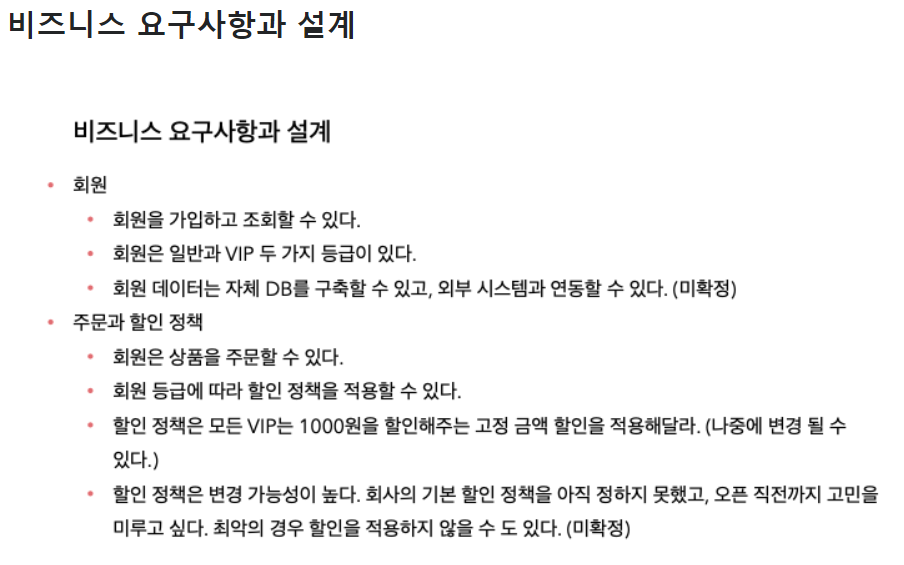 비즈니스 요구사항과 설계
비즈니스 요구사항과 설계
• 회원
• 회원을 가입하고 조회할 수 있다.
• 회원은 일반과 VIP 두 가지 등급이 있다.
• 회원 데이터는 자체 DB를 구축할 수 있고, 외부 시스템과 연동할 수 있다. (미확정)
• 주문과 할인 정책
• 회원은 상품을 주문할 수 있다.
• 회원 등급에 따라 할인 정책을 적용할 수 있다.
• 할인 정책은 모든 VIP는 1000원을 할인해주는 고정 금액 할인을 적용해달라. (나중에 변경 될 수
있다.)
• 할인 정책은 변경 가능성이 높다. 회사의 기본 할인 정책을 아직 정하지 못했고, 오픈 직전까지 고민을
미루고 싶다. 최악의 경우 할인을 적용하지 않을 수 도 있다. (미확정)